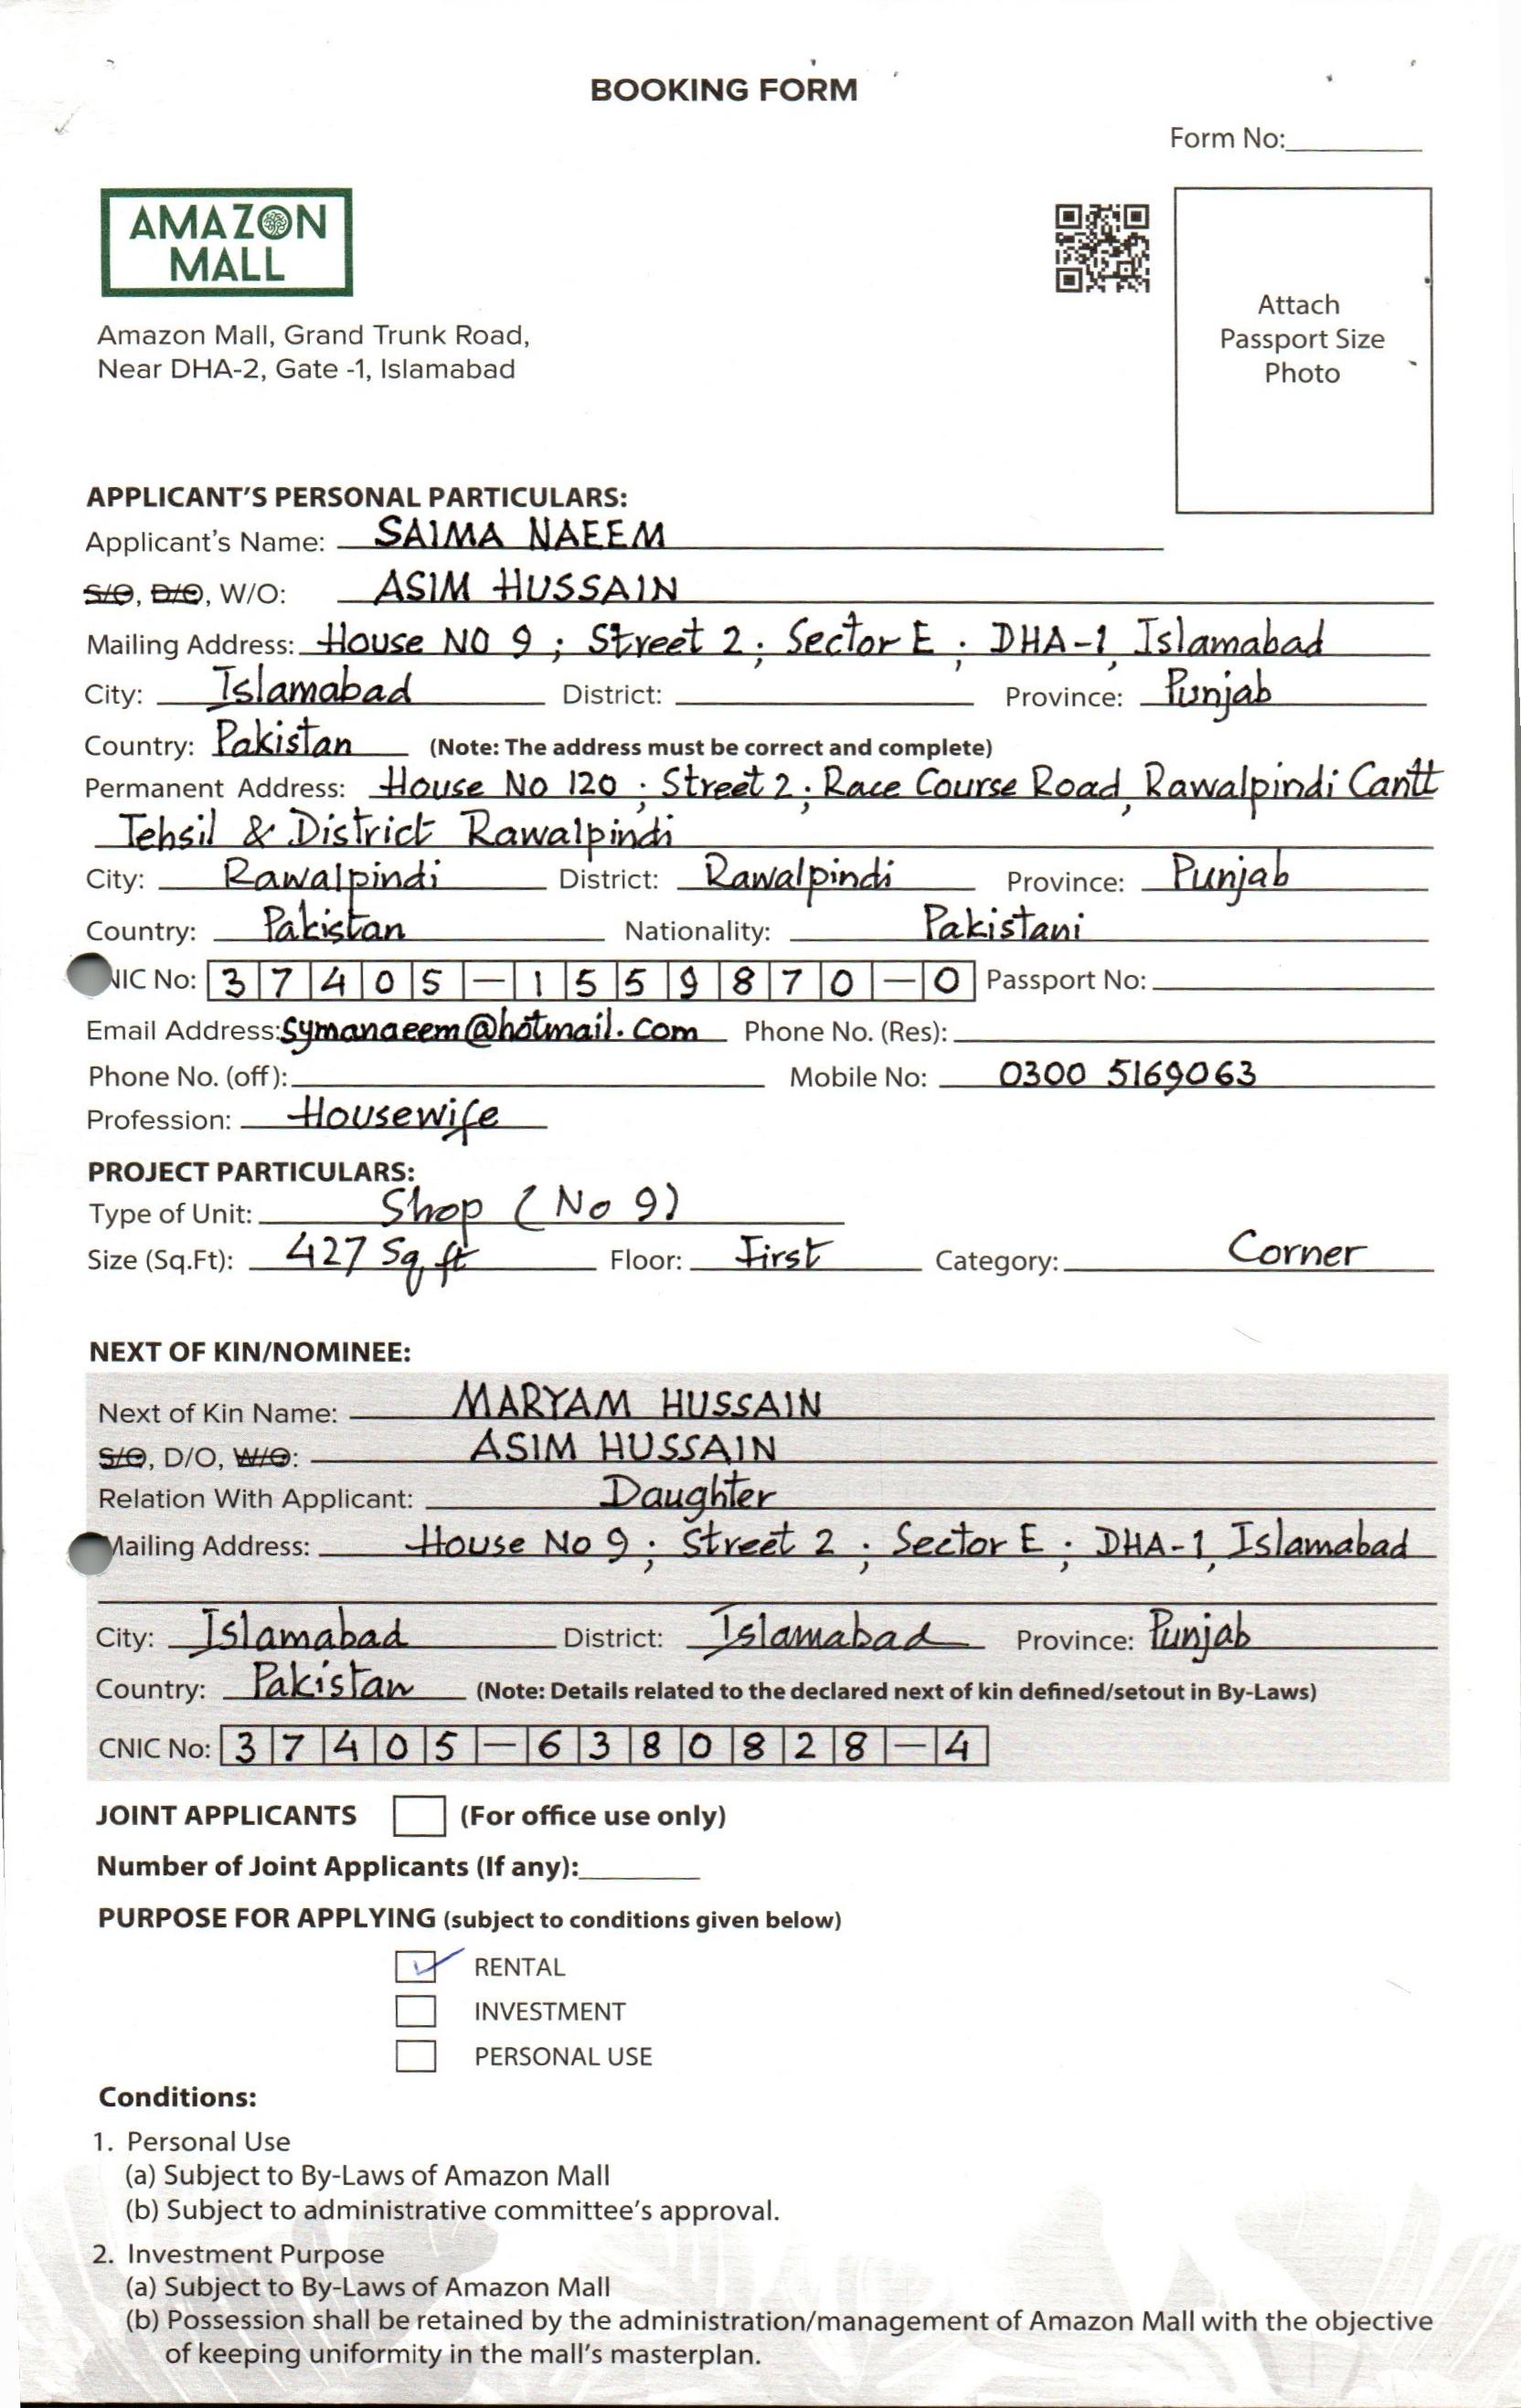 BOOKING FORM
Form No:
AMAZON
MALL
Amazon Mall, Grand Trunk Road,
Near DHA-2, Gate -1, Islamabad
Attach
Passport Size
Photo
APPLICANT'S PERSONAL PARTICULARS:
Applicant's Name: SAIMA NAEEM
S/O, D/O, W/O: ASIM HUSSAIN
Mailing Address: House NO 9 ; Street 2 ; Sector E ; DHA-1, Islamabad
City: Islamabad District: Province: Punjab
Country: Pakistan (Note: The address must be correct and complete)
Permanent Address: House No 120 ; Street 2 ; Race Course Road, Rawalpindi Cantt
Tehsil & District Rawalpindi
City: Rawalpindi District: Rawalpindi Province: Punjab
Country: Pakistan Nationality: Pakistani
NIC No: 37405-1559870-0 Passport No:
Email Address: symanaeem@hotmail.com Phone No. (Res):
Phone No. (off): Mobile No: 0300 5169063
Profession: Housewife
PROJECT PARTICULARS:
Type of Unit: Shop (No 9)
Size (Sq.Ft): 427 Sq ft Floor: First Category: Corner
NEXT OF KIN/NOMINEE:
Next of Kin Name: MARYAM HUSSAIN
S/O, D/O, W/O: ASIM HUSSAIN
Relation With Applicant: Daughter
Mailing Address: House No 9 ; Street 2 ; Sector E ; DHA-1, Islamabad
City: Islamabad District: Islamabad Province: Punjab
Country: Pakistan (Note: Details related to the declared next of kin defined/setout in By-Laws)
CNIC No: 37405-6380828-4
JOINT APPLICANTS (For office use only)
Number of Joint Applicants (If any):
PURPOSE FOR APPLYING (subject to conditions given below)
RENTAL
INVESTMENT
PERSONAL USE
Conditions:
1. Personal Use
(a) Subject to By-Laws of Amazon Mall
(b) Subject to administrative committee's approval.
2. Investment Purpose
(a) Subject to By-Laws of Amazon Mall
(b) Possession shall be retained by the administration/management of Amazon Mall with the objective
of keeping uniformity in the mall's masterplan.